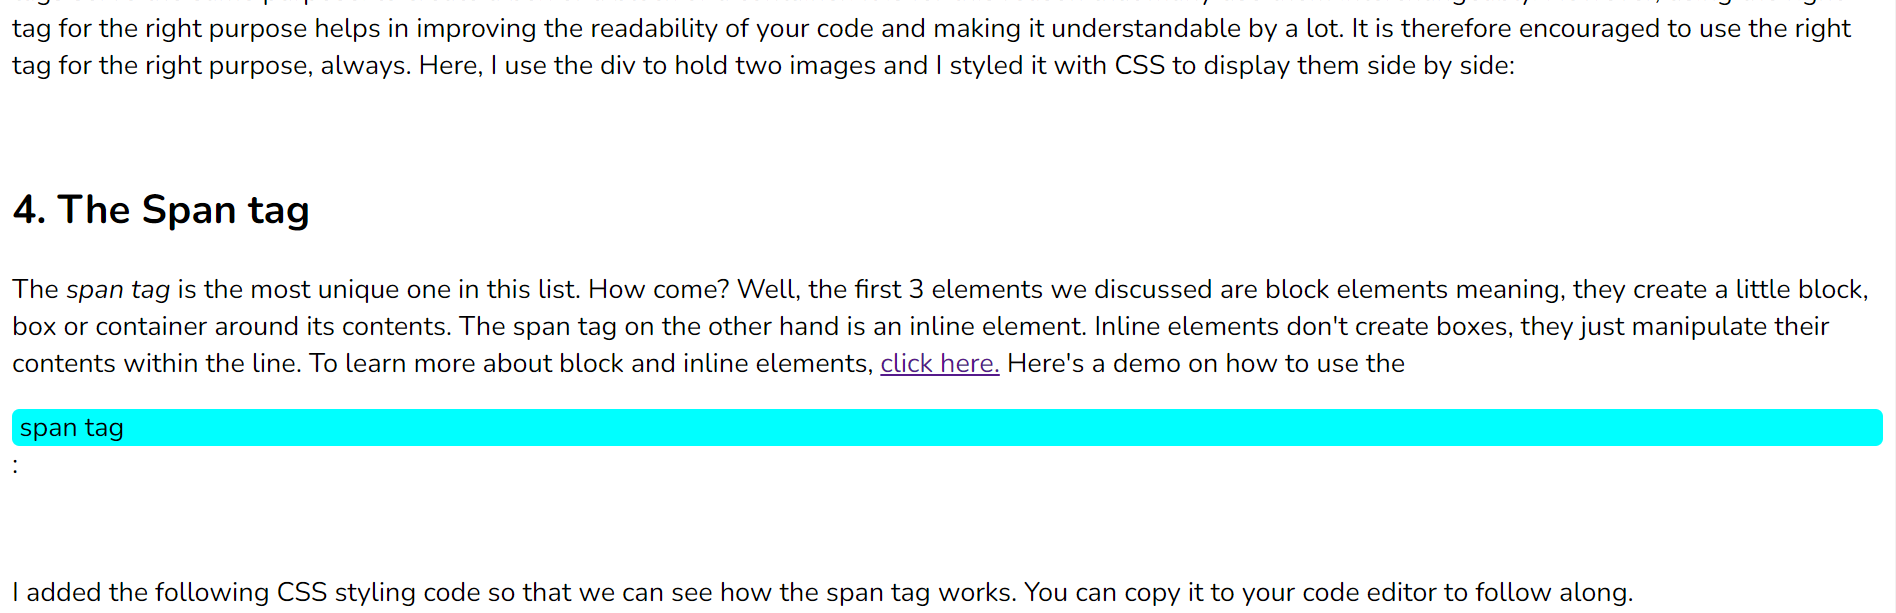 tag for the right purpose helps in improving the readability of your code and making it understandable by a lot. It is therefore encouraged to use the right
tag for the right purpose, always. Here, I use the div to hold two images and I styled it with CSS to display them side by side:
4. The Span tag
The span tag is the most unique one in this list. How come? Well, the first 3 elements we discussed are block elements meaning, they create a little block,
box or container around its contents. The span tag on the other hand is an inline element. Inline elements don't create boxes, they just manipulate their
contents within the line. To learn more about block and inline elements, click here. Here's a demo on how to use the
span tag
:
I added the following CSS styling code so that we can see how the span tag works. You can copy it to your code editor to follow along.